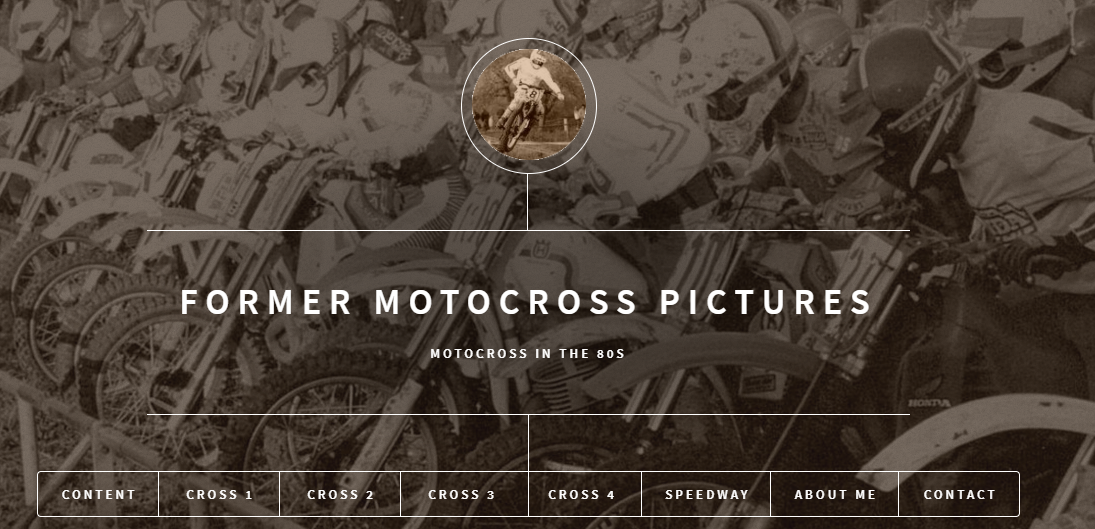 FORMER MOTOCROSS PICTURES
MOTOCROSS IN THE 80S
HONDA
CONTENT CROSS 1 CROSS 2 CROSS 3 CROSS 4 SPEEDWAY ABOUT ME CONTACT